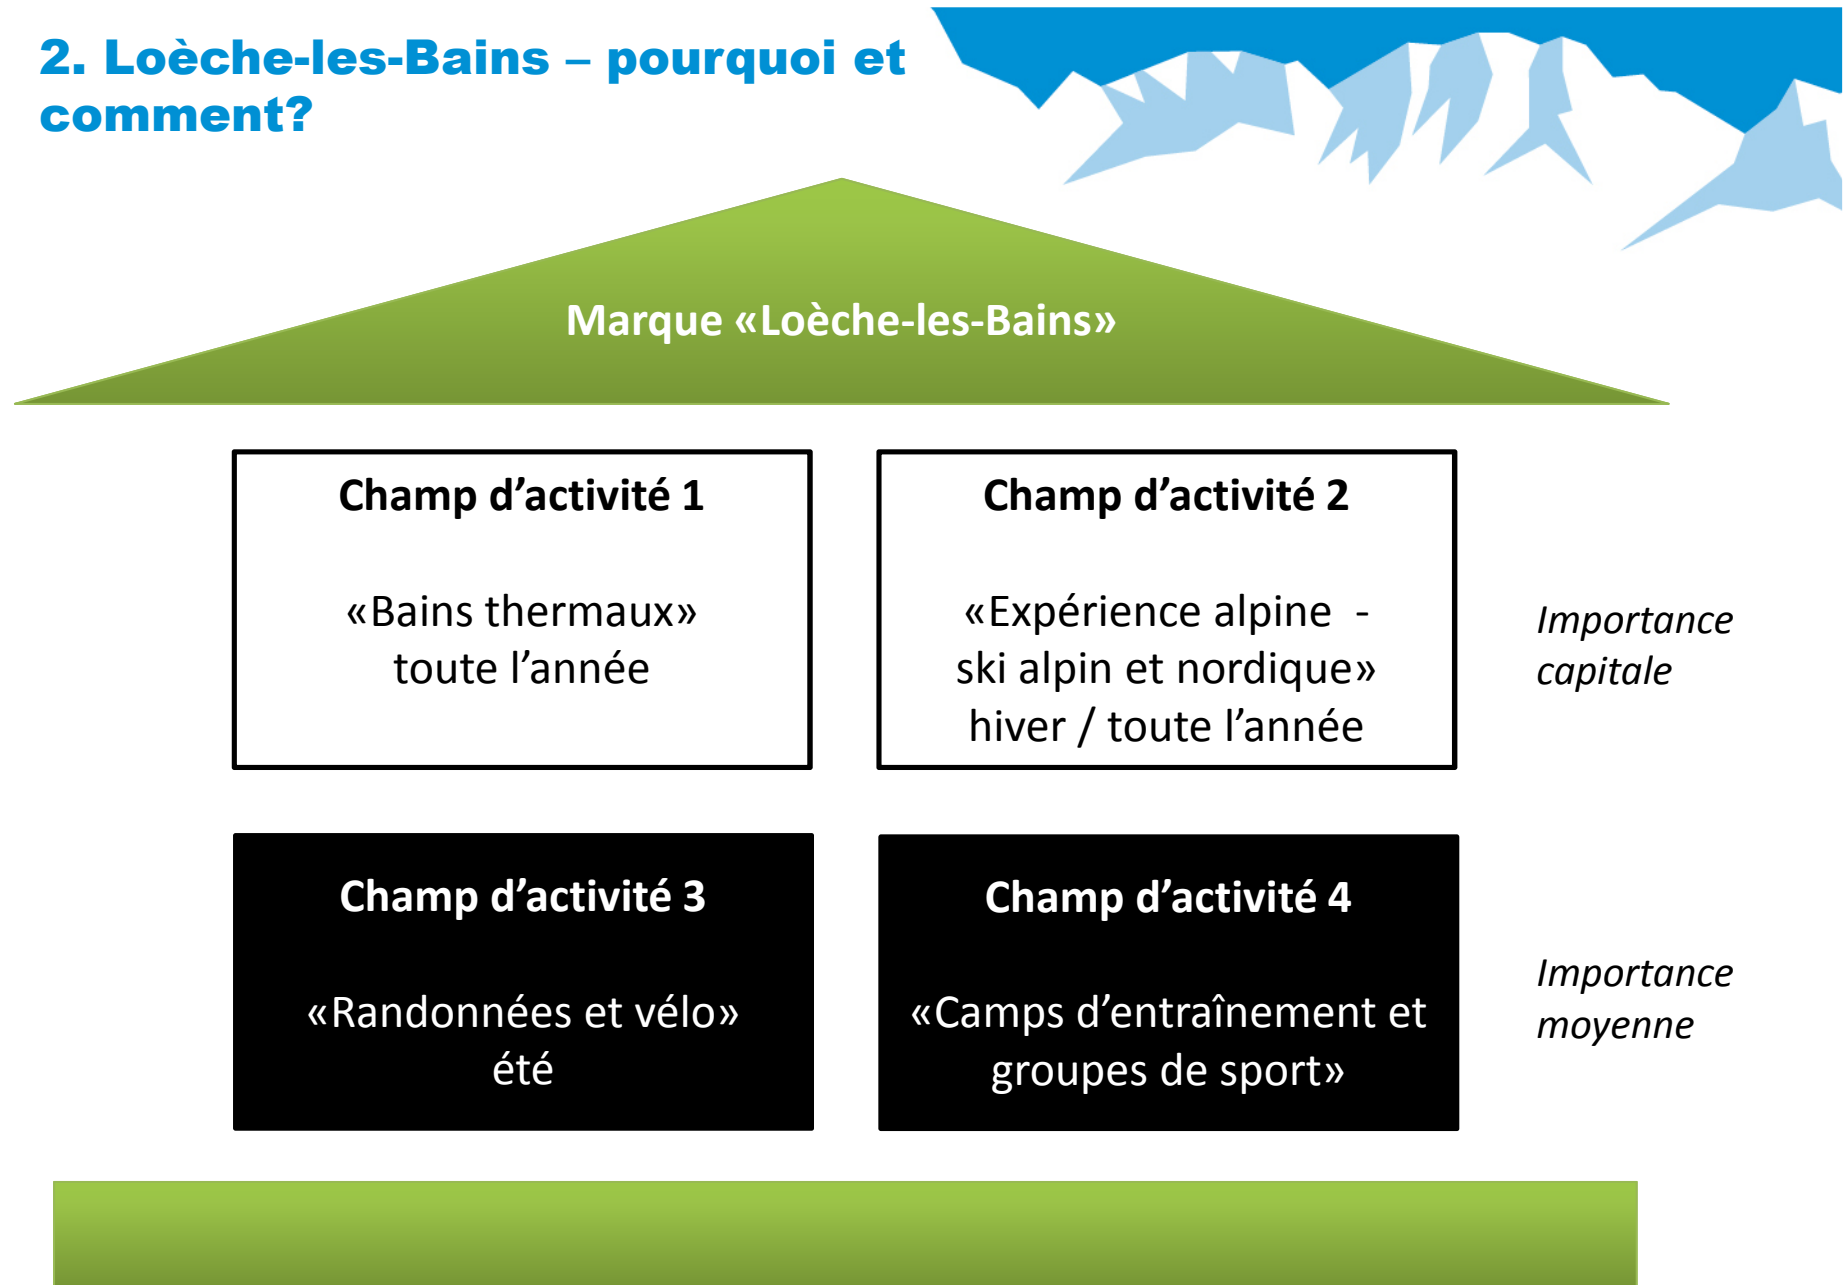 2. Loèche-les-Bains – pourquoi et
comment?
Marque «Loèche-les-Bains»
Champ d’activité 1
«Bains thermaux»
toute l’année
Champ d’activité 2
«Expérience alpine  -
ski alpin et nordique»
hiver / toute l’année
Importance
capitale
Champ d’activité 3
«Randonnées et vélo»
été
Champ d’activité 4
«Camps d’entraînement et
groupes de sport»
Importance
moyenne